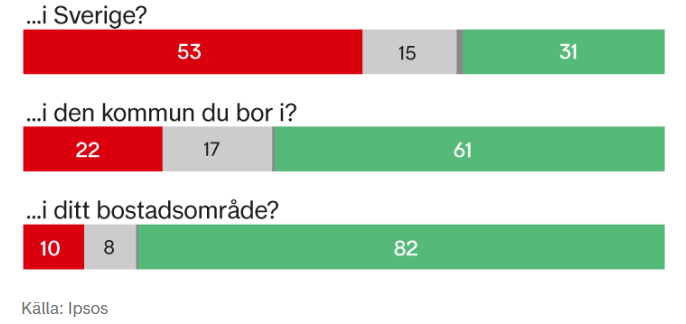 ...i Sverige?
53 15 31
...i den kommun du bor i?
22 17 61
...i ditt bostadsområde?
10 8 82
Källa: Ipsos